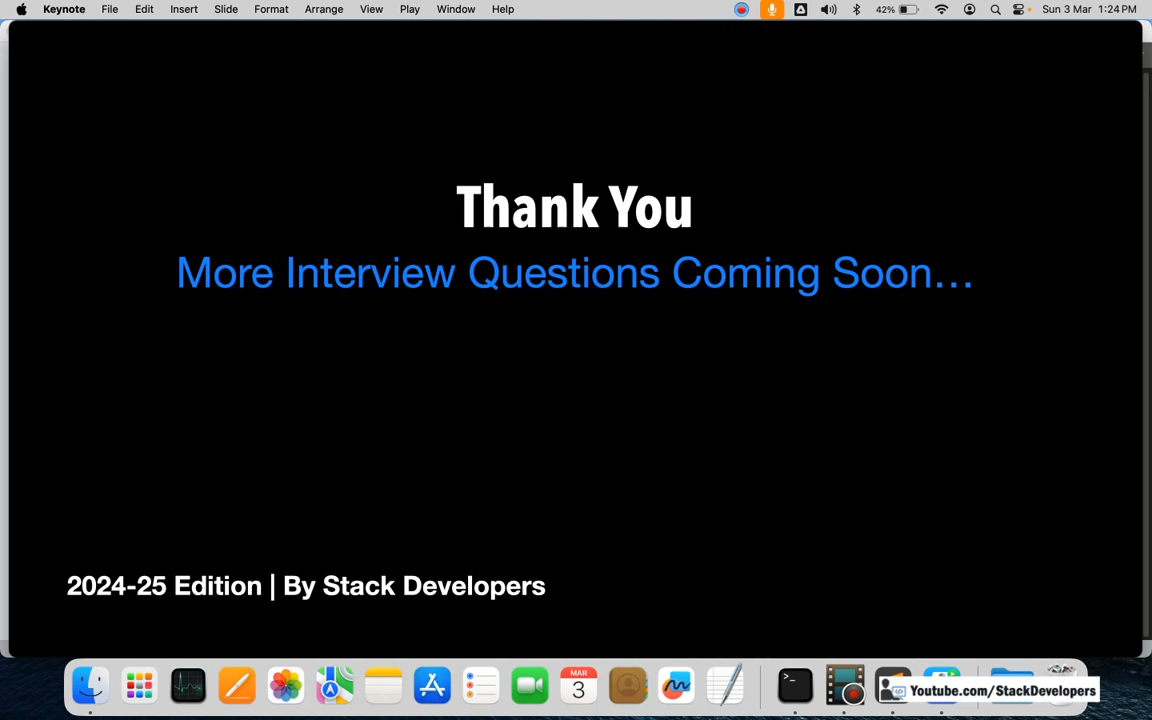 Keynote File Edit Insert Slide Format Arrange View Play Window Help 42% Sun 3 Mar 1:24 PM
Thank You
More Interview Questions Coming Soon…
2024-25 Edition | By Stack Developers
MAR
3
Youtube.com/StackDevelopers